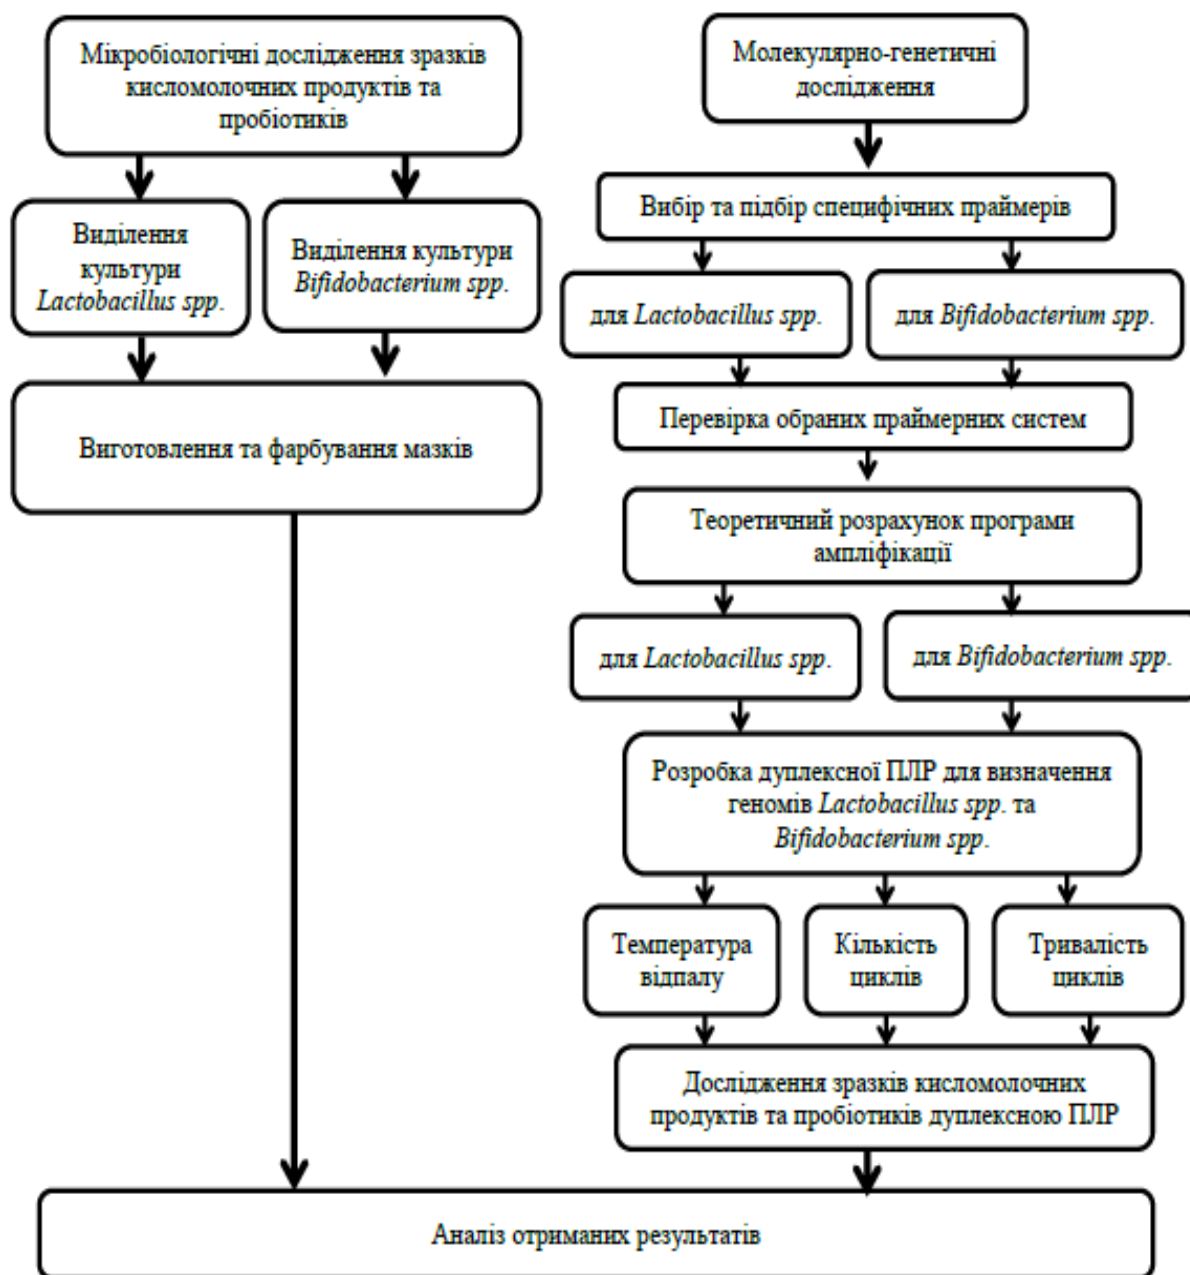 Мікробіологічні дослідження зразків
кисломолочних продуктів та
пробіотиків
Виділення
культури
Lactobacillus spp.
Виділення культури
Bifidobacterium spp.
Виготовлення та фарбування мазків
Молекулярно-генетичні
дослідження
Вибір та підбір специфічних праймерів
для Lactobacillus spp.
для Bifidobacterium spp.
Перевірка обраних праймерних систем
Теоретичний розрахунок програми
ампліфікації
для Lactobacillus spp.
для Bifidobacterium spp.
Розробка дуплексної ПЛР для визначення
геномів Lactobacillus spp. та
Bifidobacterium spp.
Температура
відпалу
Кількість
циклів
Тривалість
циклів
Дослідження зразків кисломолочних
продуктів та пробіотиків дуплексною ПЛР
Аналіз отриманих результатів